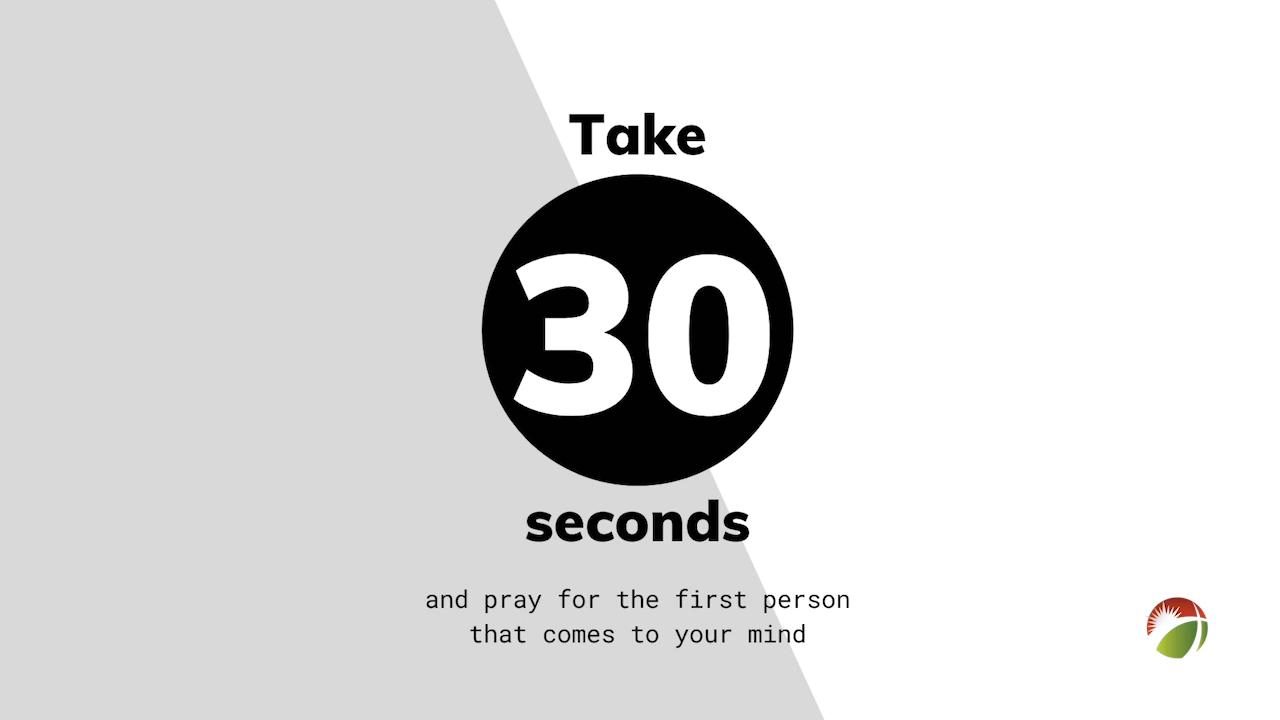 Take
30
seconds
and pray for the first person
that comes to your mind